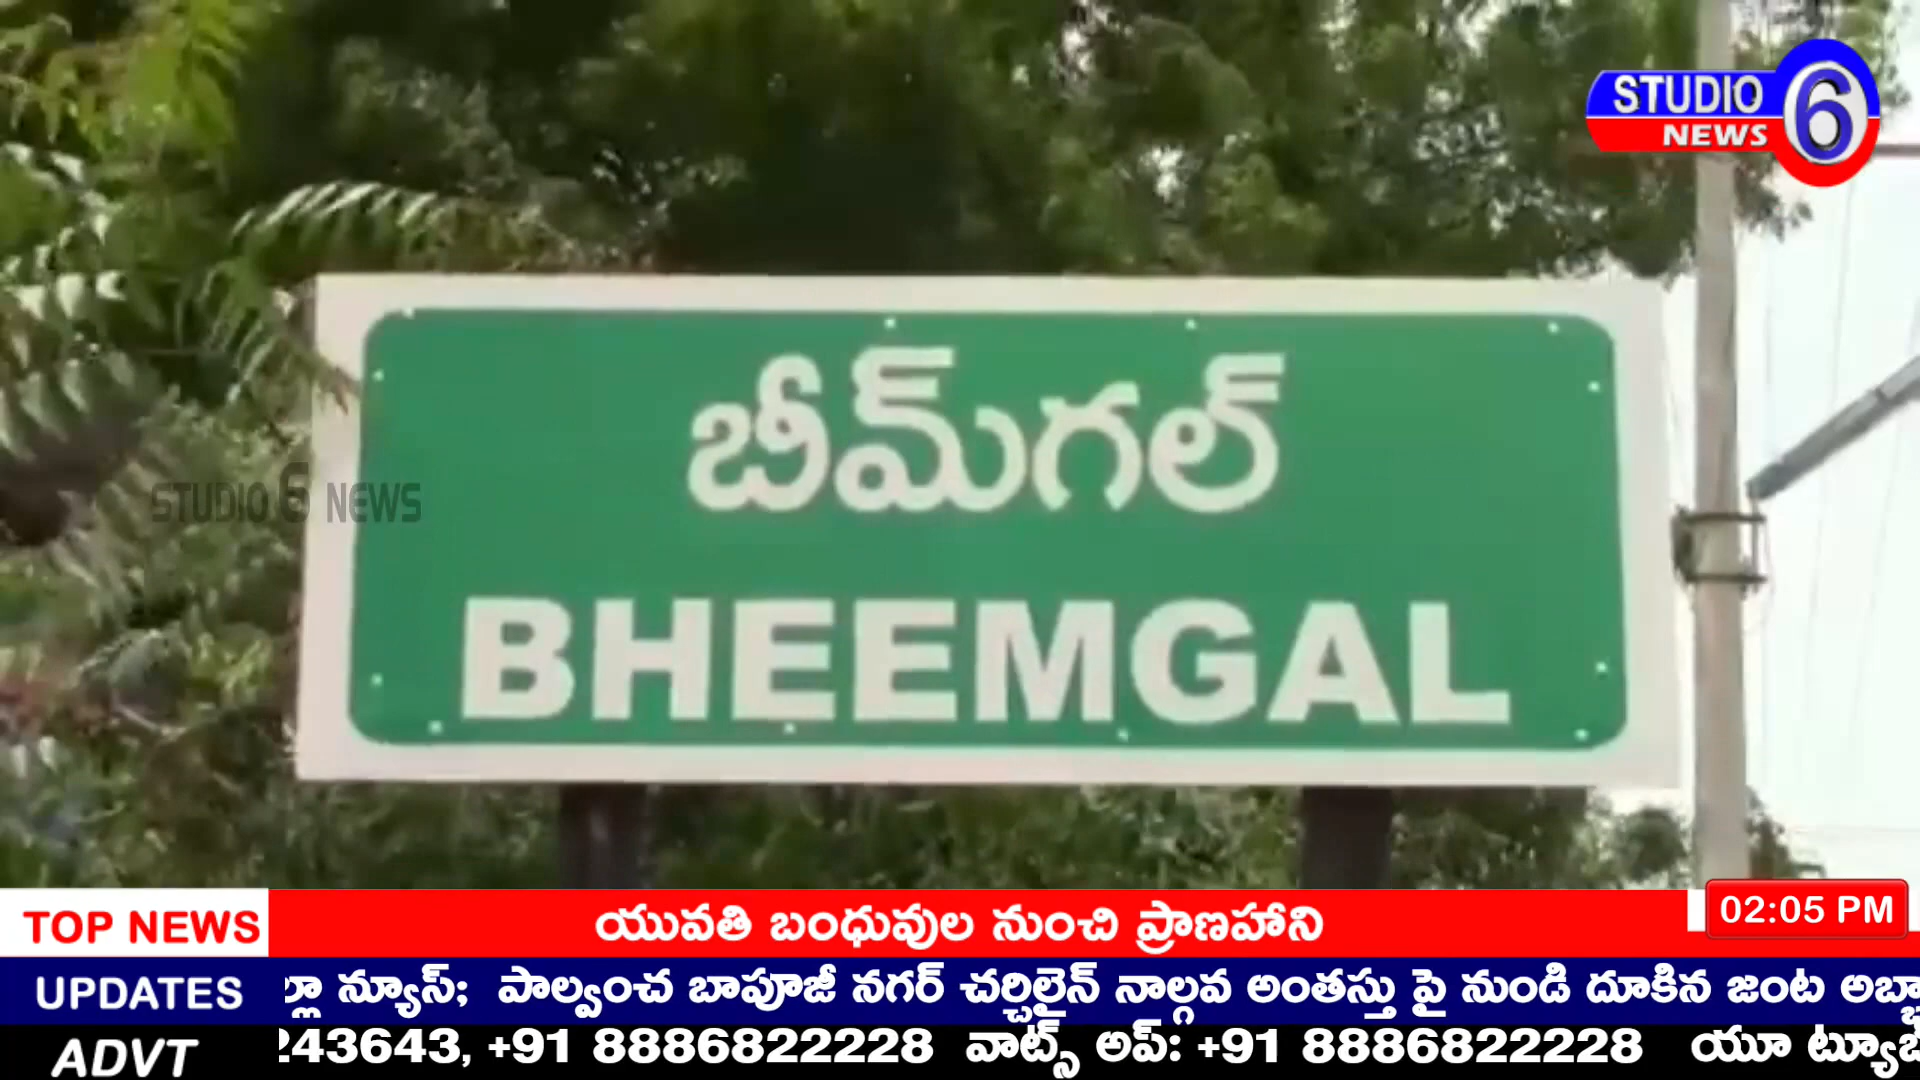 STUDIO
NEWS 6
బీమ్‌గల్
STUDIO 6 NEWS
BHEEMGAL
TOP NEWS
యువతి బంధువుల నుంచి ప్రాణహాని
02:05 PM
UPDATES
ర్లా న్యూస్; పాల్వంచ బాపూజీ నగర్ చర్చిలైన్ నాల్గవ అంతస్తు పై నుండి దూకిన జంట
ADVT
243643, +91 8886822228 వాట్స్ అప్: +91 8886822228 యూ